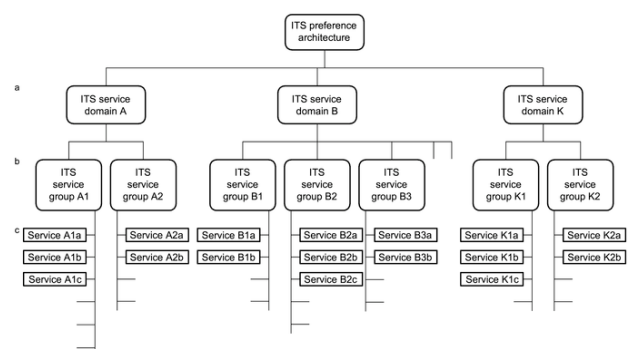 ITS preference
architecture
a
ITS service
domain A
ITS service
domain B
ITS service
domain K
b
ITS
service
group A1
ITS
service
group A2
ITS
service
group B1
ITS
service
group B2
ITS
service
group B3
ITS
service
group K1
ITS
service
group K2
c
Service A1a
Service A2a
Service B1a
Service B2a
Service B3a
Service K1a
Service K2a
Service A1b
Service A2b
Service B1b
Service B2b
Service B3b
Service K1b
Service K2b
Service A1c
Service B2c
Service K1c